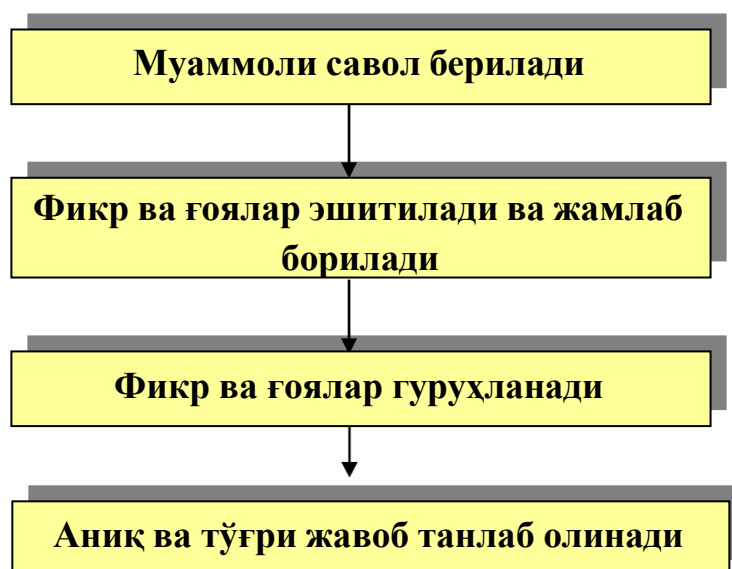 Муаммоли савол берилади
Фикр ва ғоялар эшитилади ва жамлаб
борилади
Фикр ва ғоялар гуруҳланади
Аниқ ва тўғри жавоб танлаб олинади